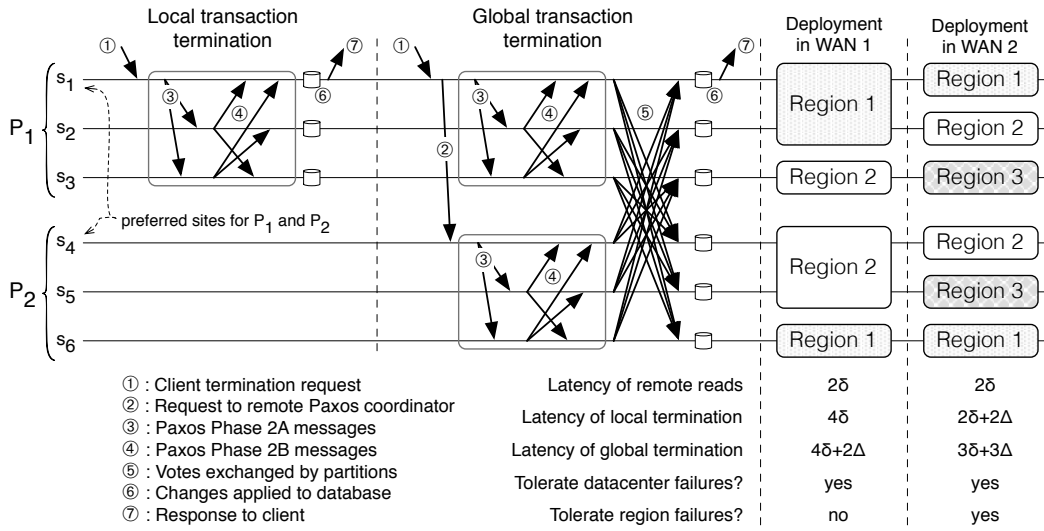 Local transaction termination
Global transaction termination
Deployment in WAN 1
Deployment in WAN 2
① ⑦ ① ⑦
P1
s1
s2
s3
③ ④ ⑥
② ③ ④ ⑤ ⑥
Region 1
Region 2
Region 1
Region 2
Region 3
preferred sites for P1 and P2
P2
s4
s5
s6
③ ④
Region 2
Region 1
Region 2
Region 3
Region 1
① : Client termination request
② : Request to remote Paxos coordinator
③ : Paxos Phase 2A messages
④ : Paxos Phase 2B messages
⑤ : Votes exchanged by partitions
⑥ : Changes applied to database
⑦ : Response to client
Latency of remote reads 2δ 2δ
Latency of local termination 4δ 2δ+2Δ
Latency of global termination 4δ+2Δ 3δ+3Δ
Tolerate datacenter failures? yes yes
Tolerate region failures? no yes